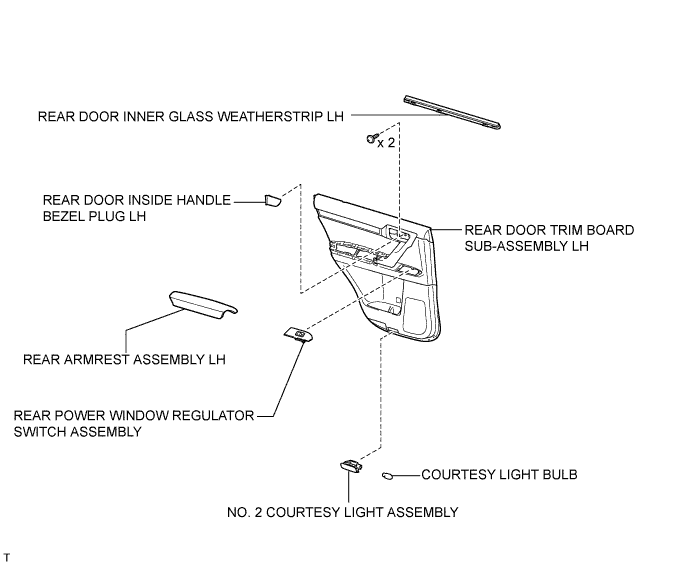 REAR DOOR INNER GLASS WEATHERSTRIP LH
x 2
REAR DOOR INSIDE HANDLE
BEZEL PLUG LH
REAR DOOR TRIM BOARD
SUB-ASSEMBLY LH
REAR ARMREST ASSEMBLY LH
REAR POWER WINDOW REGULATOR
SWITCH ASSEMBLY
COURTESY LIGHT BULB
NO. 2 COURTESY LIGHT ASSEMBLY
T